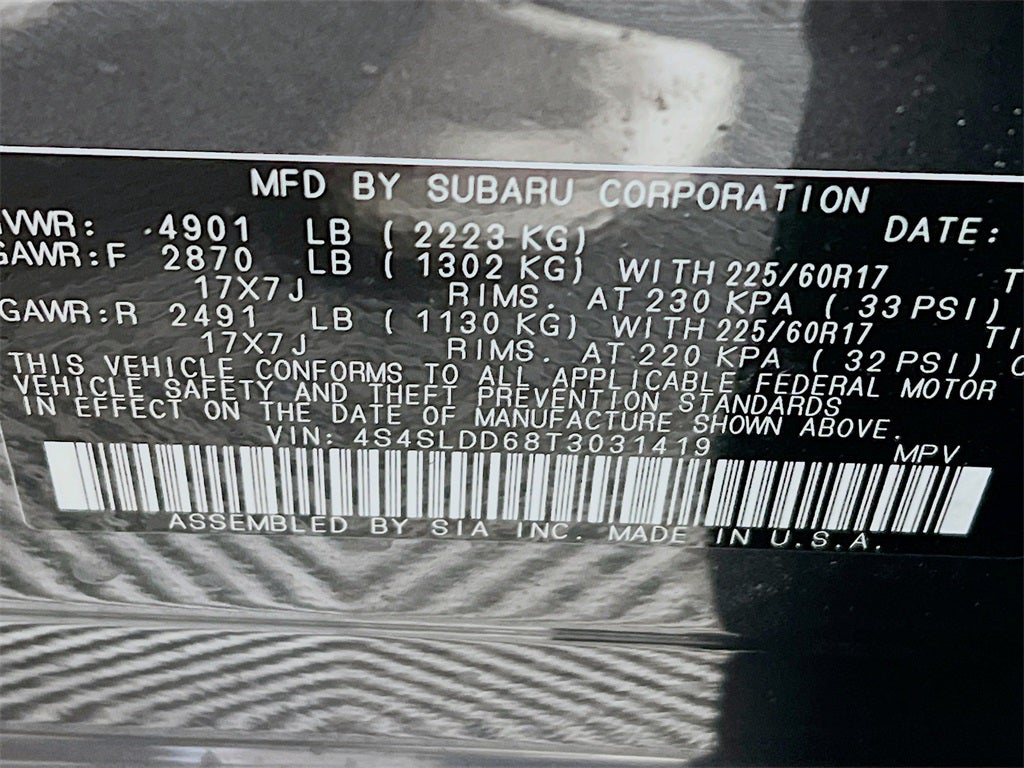 MFD BY SUBARU CORPORATION
VWR: 4901 LB ( 2223 KG) DATE:
GAWR:F 2870 LB ( 1302 KG) WITH 225/60R17 T
17X7J RIMS. AT 230 KPA ( 33 PSI)
GAWR:R 2491 LB ( 1130 KG) WITH 225/60R17 TI
17X7J RIMS. AT 220 KPA ( 32 PSI) C
THIS VEHICLE CONFORMS TO ALL APPLICABLE FEDERAL MOTOR
VEHICLE SAFETY AND THEFT PREVENTION STANDARDS
IN EFFECT ON THE DATE OF MANUFACTURE SHOWN ABOVE.
VIN: 4S4SLDD68T3031419 MPV
ASSEMBLED BY SIA INC. MADE IN U.S.A.